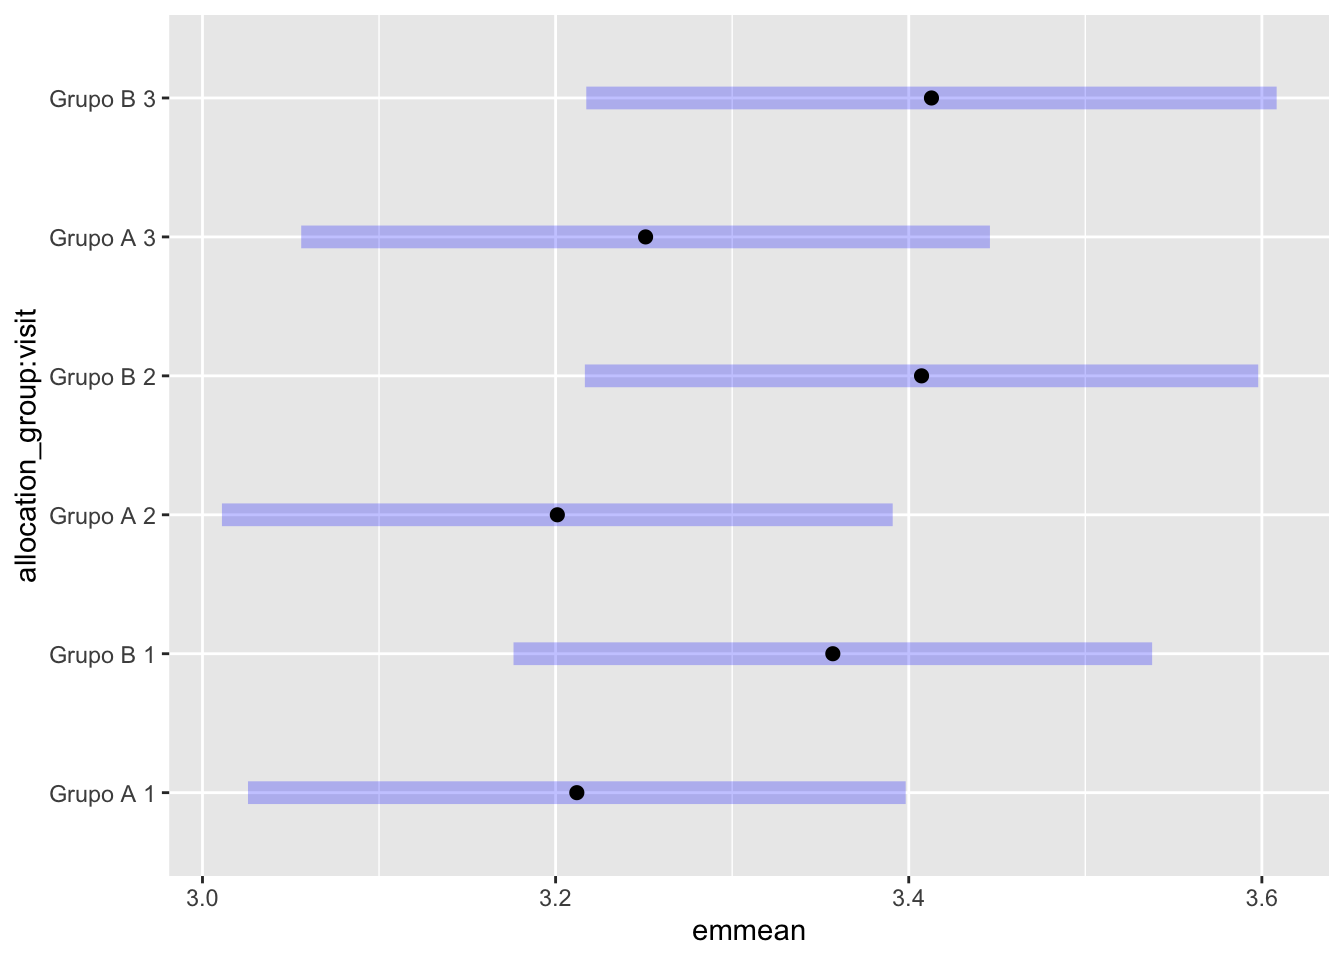 allocation_group:visit
Grupo B 3
Grupo A 3
Grupo B 2
Grupo A 2
Grupo B 1
Grupo A 1
3.0 3.2 3.4 3.6
emmean